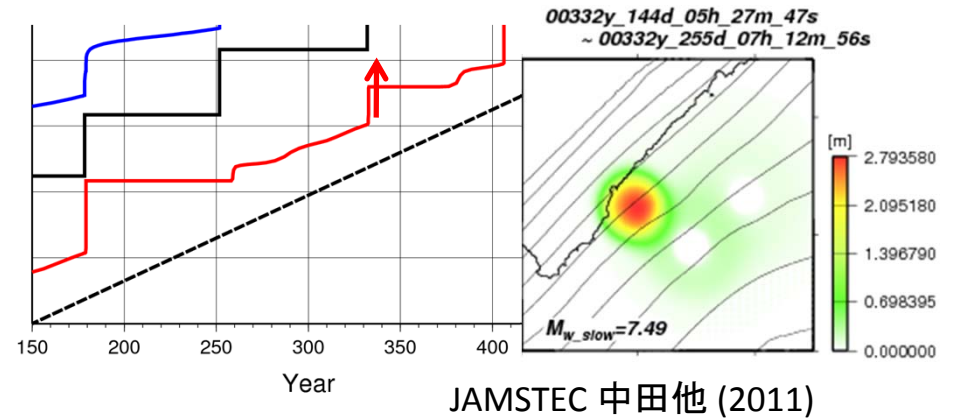 00332y_144d_05h_27m_47s
~ 00332y_255d_07h_12m_56s
[m]
2.793580
2.095180
1.396790
0.698395
0.000000
M_w_slow=7.49
150 200 250 300 350 400
Year
JAMSTEC 中田他 (2011)